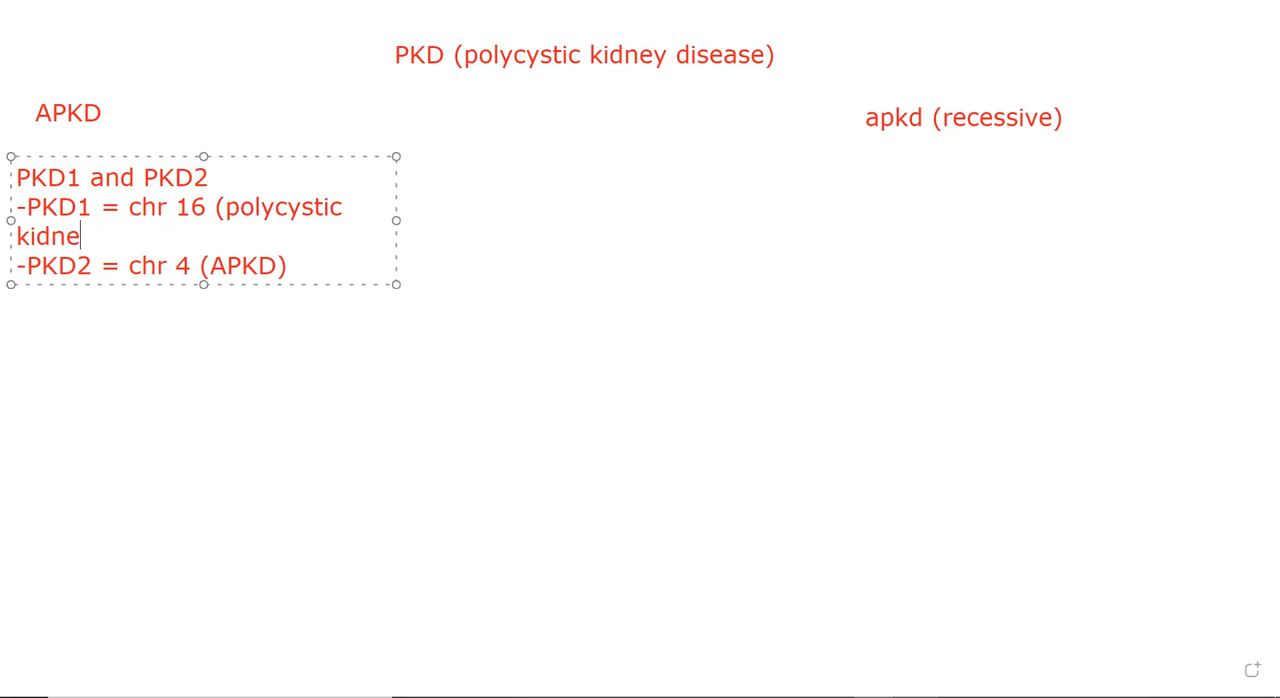 PKD (polycystic kidney disease)
APKD
apkd (recessive)
PKD1 and PKD2
-PKD1 = chr 16 (polycystic
kidne
-PKD2 = chr 4 (APKD)